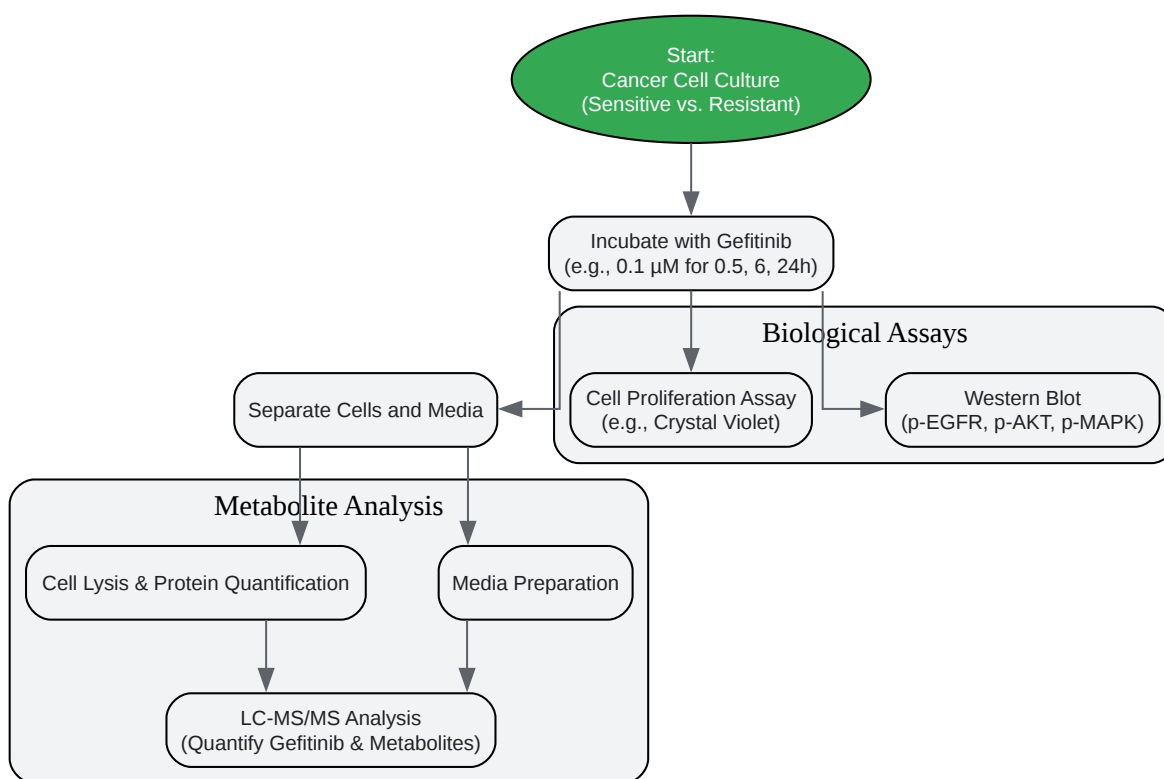 Start:
Cancer Cell Culture
(Sensitive vs. Resistant)
Incubate with Gefitinib
(e.g., 0.1 µM for 0.5, 6, 24h)
Biological Assays
Separate Cells and Media
Cell Proliferation Assay
(e.g., Crystal Violet)
Western Blot
(p-EGFR, p-AKT, p-MAPK)
Metabolite Analysis
Cell Lysis & Protein Quantification
Media Preparation
LC-MS/MS Analysis
(Quantify Gefitinib & Metabolites)